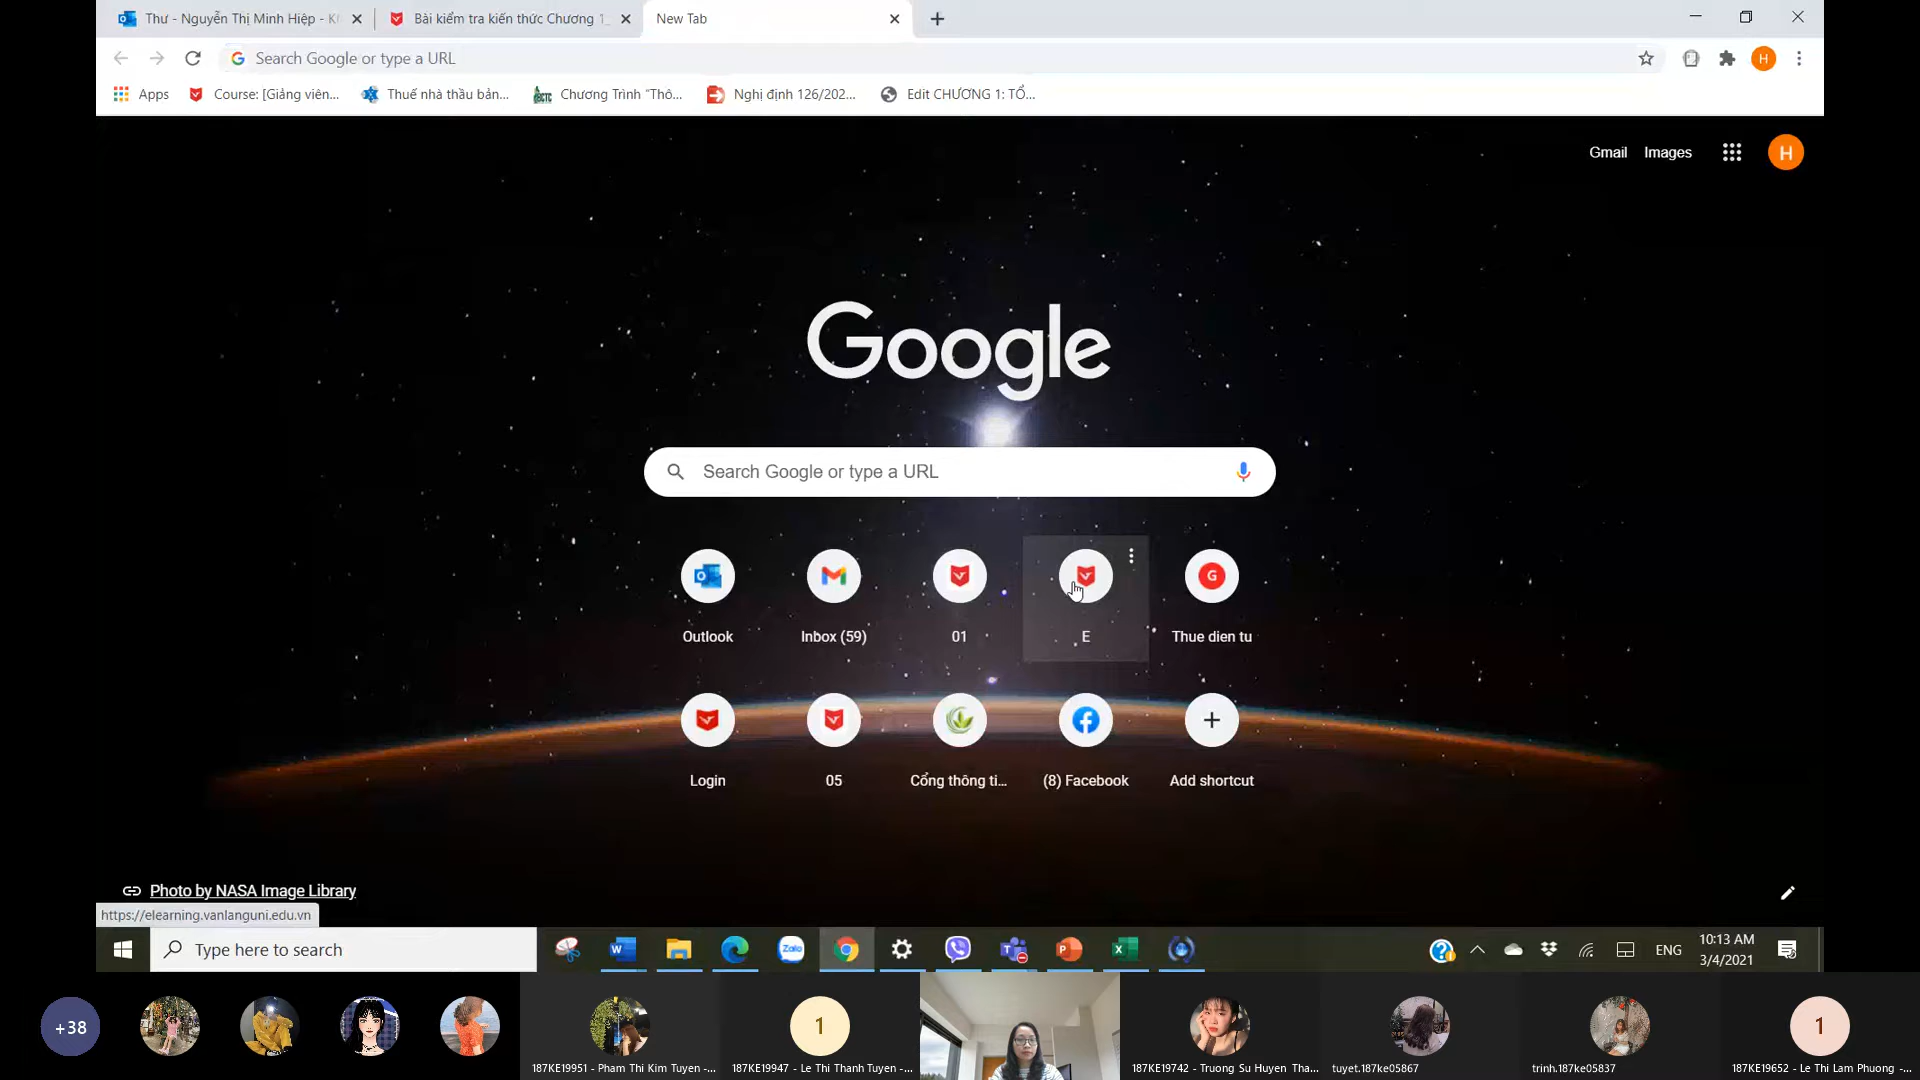 Thư - Nguyễn Thị Minh Hiệp - K
Bài kiểm tra kiến thức Chương 1_
New Tab
Search Google or type a URL
H
Apps
Course: [Giảng viên...
Thuế nhà thầu bản...
Chương Trình "Thô...
Nghị định 126/202...
Edit CHƯƠNG 1: TỔ...
Gmail
Images
H
Google
Search Google or type a URL
Outlook
Inbox (59)
01
E
G
Thue dien tu
Login
05
Cổng thông ti...
(8) Facebook
Add shortcut
Photo by NASA Image Library
https://elearning.vanlanguni.edu.vn
Type here to search
Zalo
ENG
10:13 AM
3/4/2021
+38
187KE19951 - Pham Thi Kim Tuyen -...
1
187KE19947 - Le Thi Thanh Tuyen -...
187KE19742 - Truong Su Huyen Tha...
tuyet.187ke05867
trinh.187ke05837
1
187KE19652 - Le Thi Lam Phuong -...